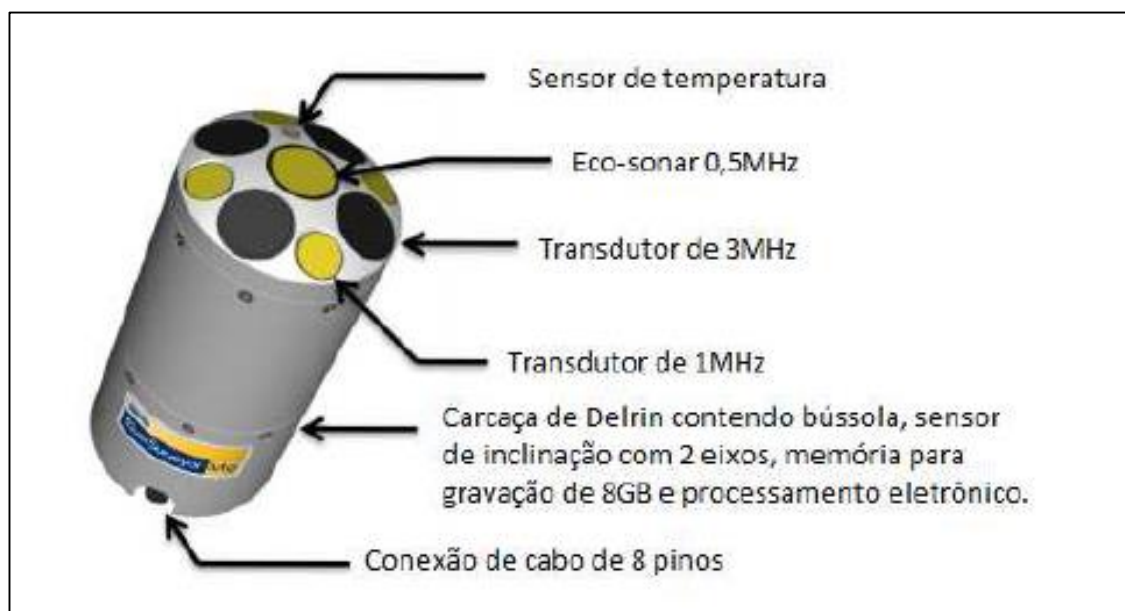 Sensor de temperatura
Eco-sonar 0,5MHz
Transdutor de 3MHz
Transdutor de 1MHz
Carcaça de Delrin contendo bússola, sensor
de inclinação com 2 eixos, memória para
gravação de 8GB e processamento eletrônico.
Conexão de cabo de 8 pinos